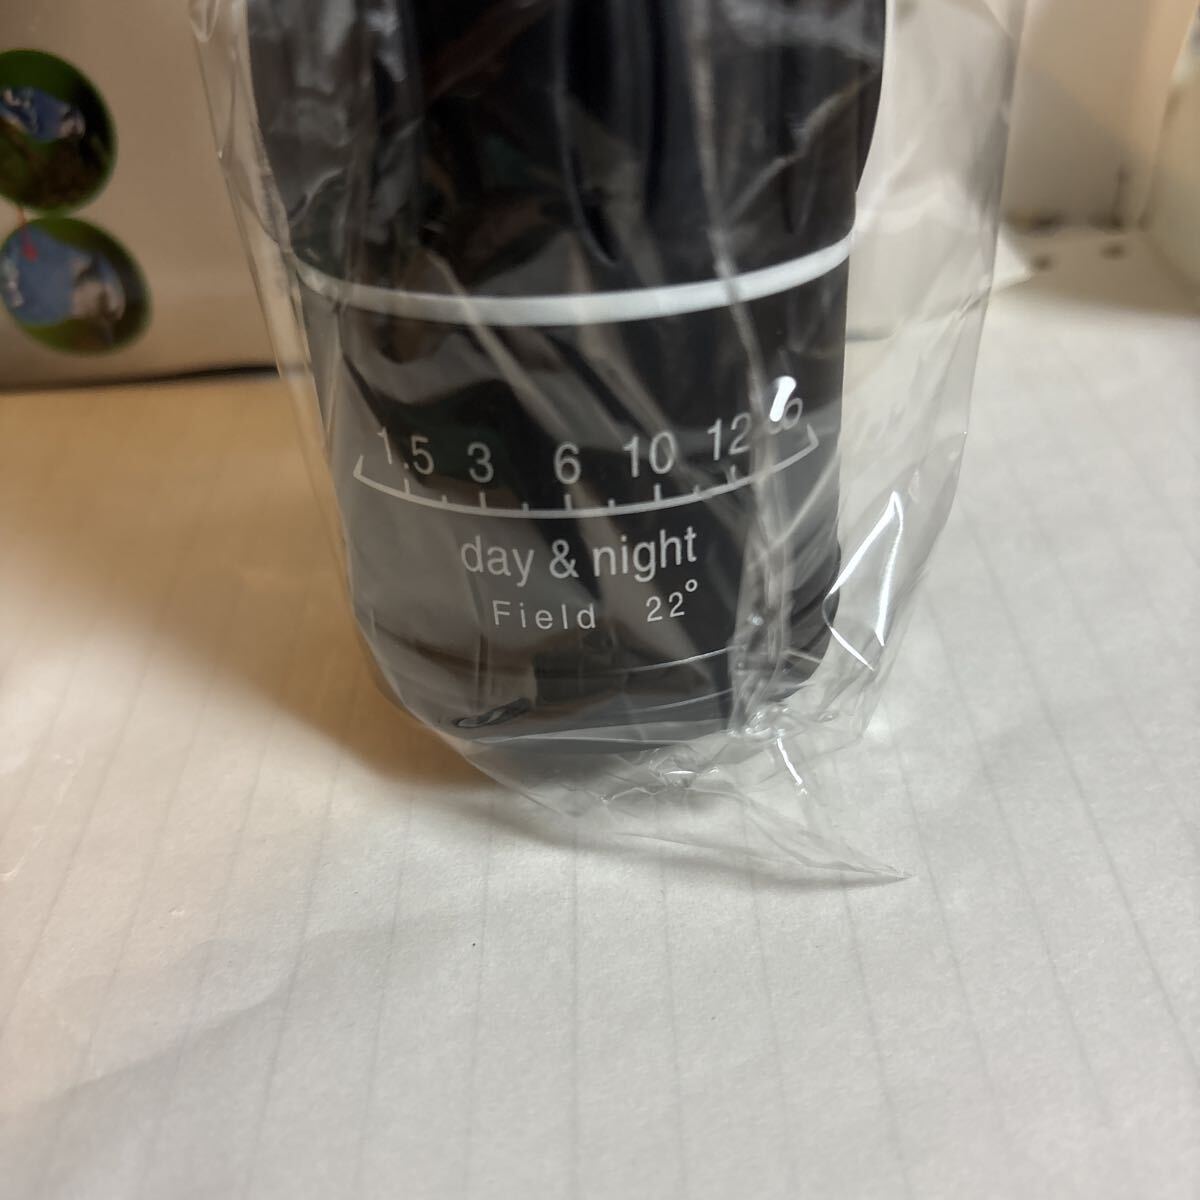 1.5 3 6 10 12
day & night
Field 22°